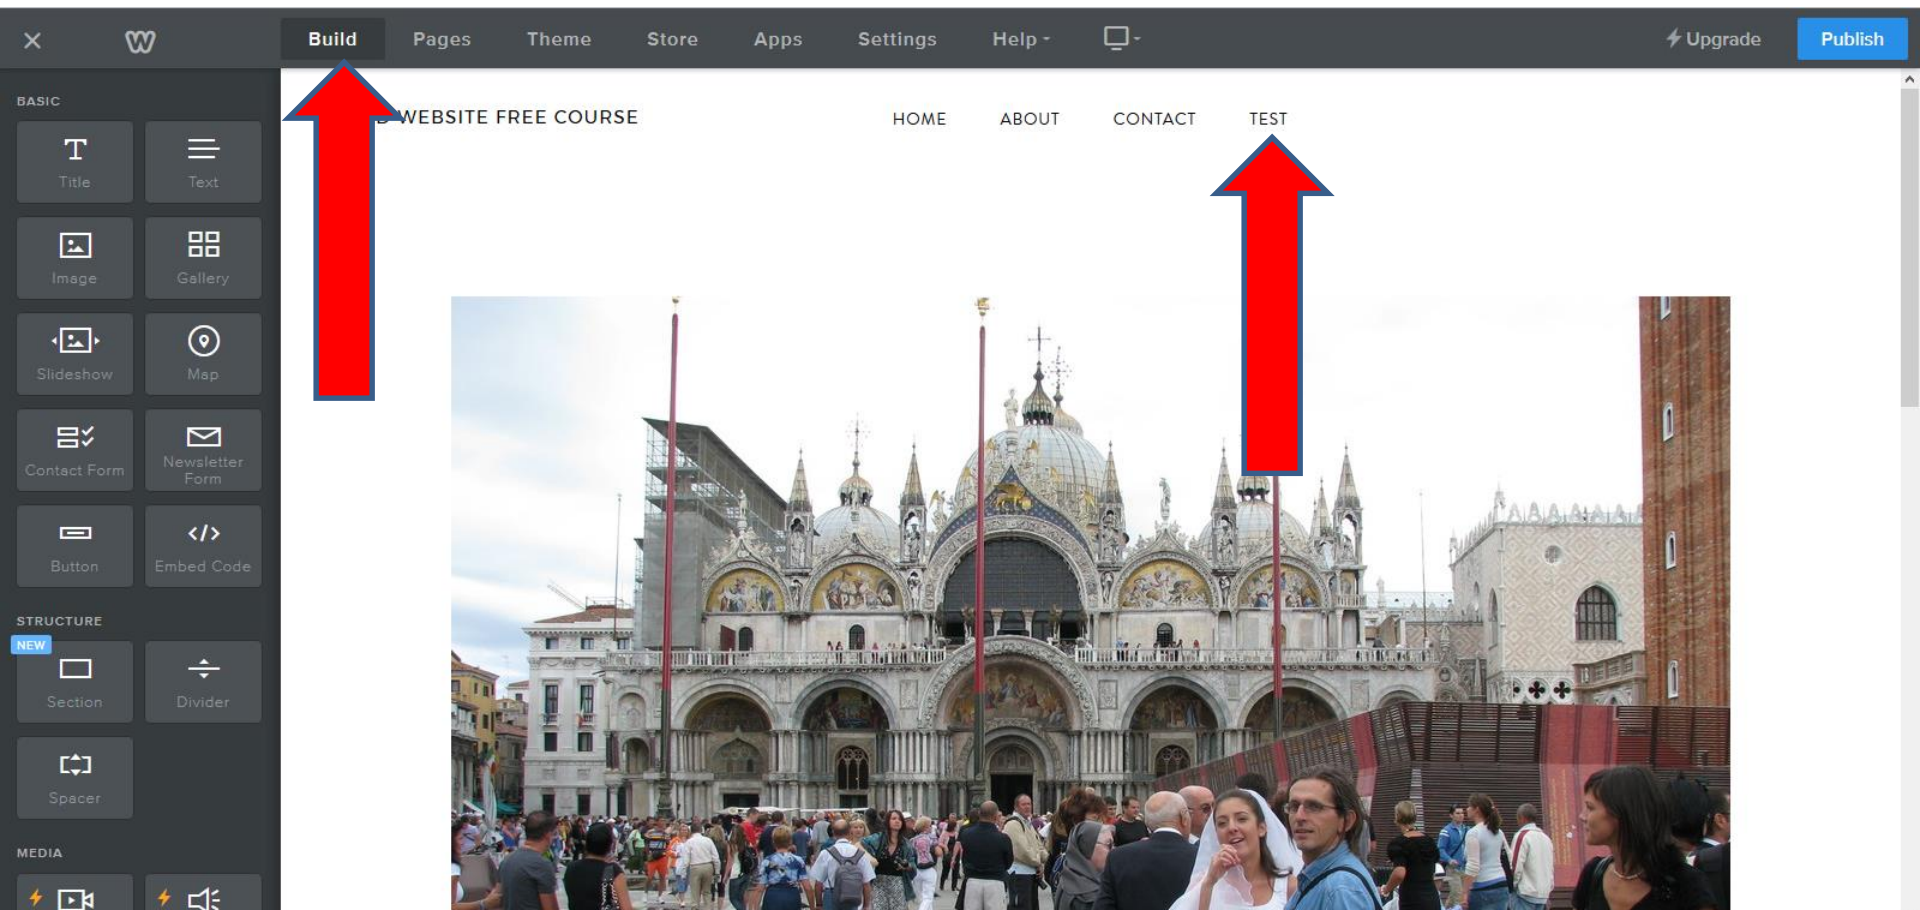 Build Pages Theme Store Apps Settings Help Upgrade Publish
BASIC
WEBSITE FREE COURSE HOME ABOUT CONTACT TEST
Title Text
Image Gallery
Slideshow Map
Contact Form Newsletter
Form
Button Embed Code
STRUCTURE
NEW
Section Divider
Spacer
MEDIA